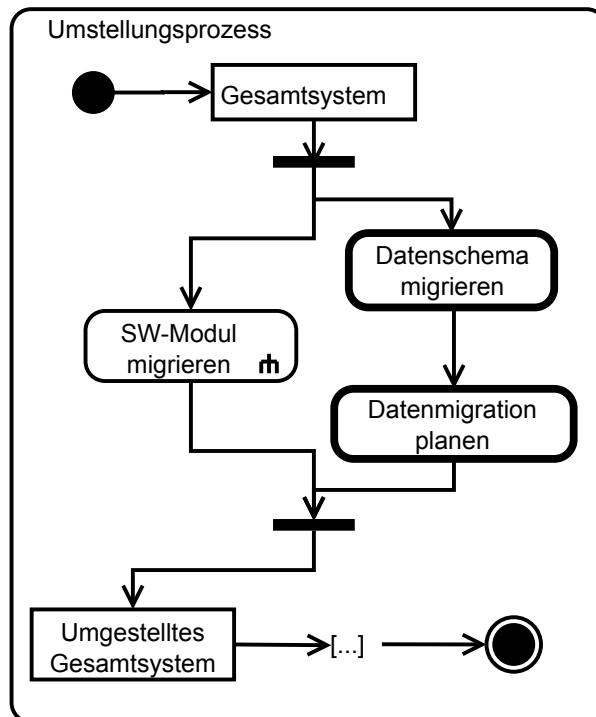 Umstellungsprozess
Gesamtsystem
Datenschema
migrieren
SW-Modul
migrieren
Datenmigration
planen
Umgestelltes
Gesamtsystem
[...]